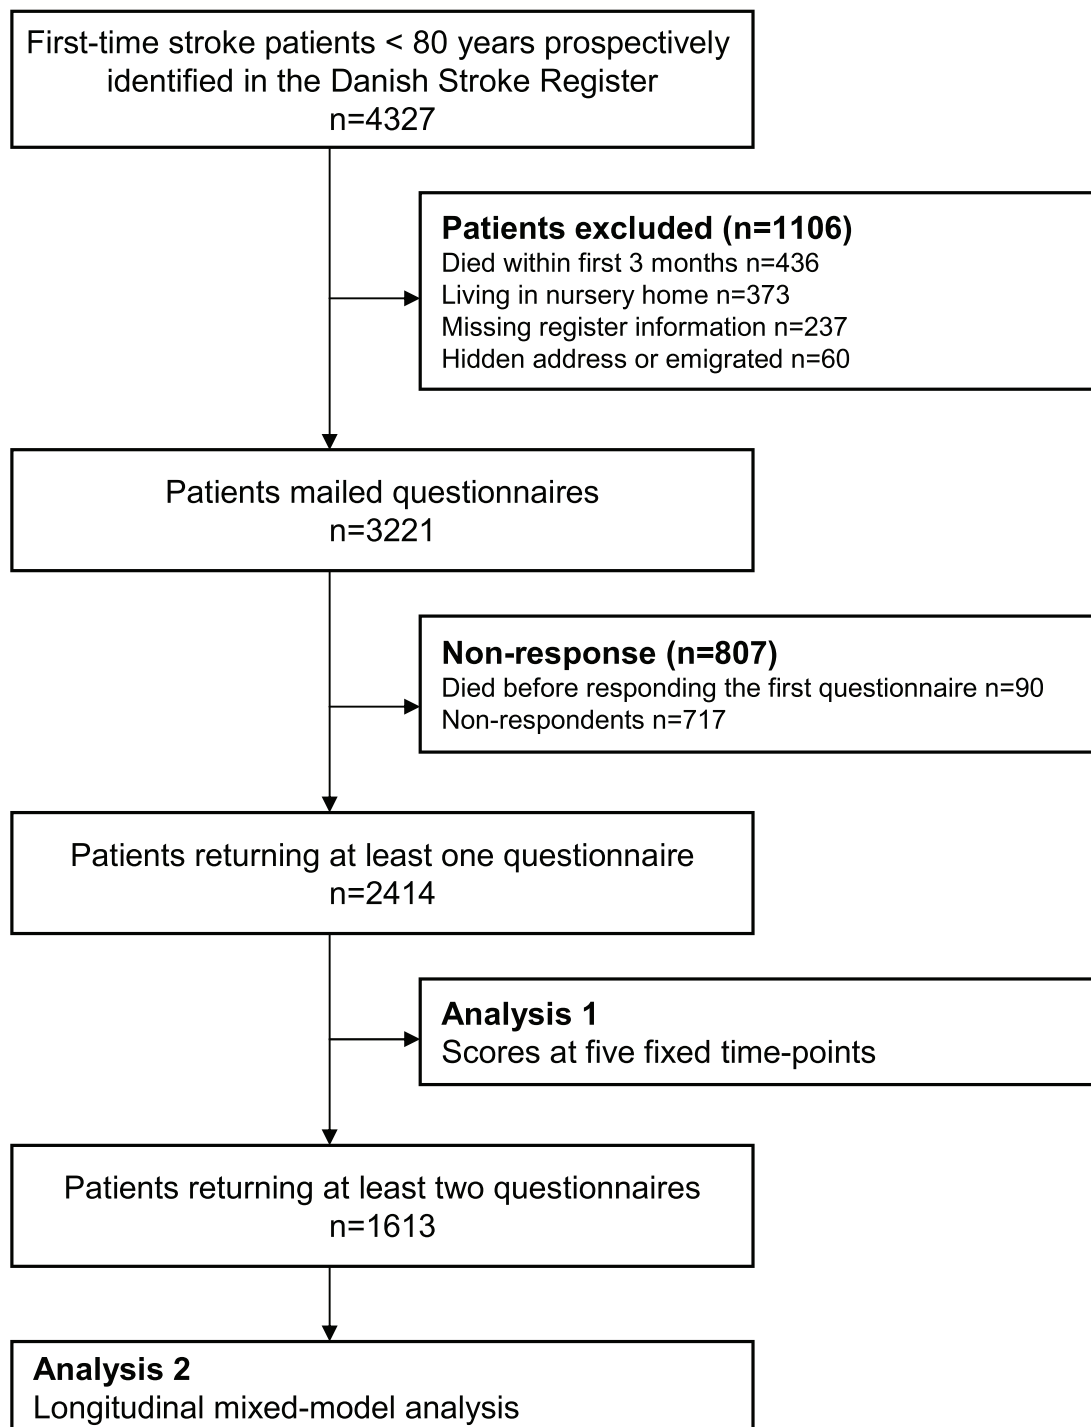 First-time stroke patients < 80 years prospectively
identified in the Danish Stroke Register
n=4327
Patients excluded (n=1106)
Died within first 3 months n=436
Living in nursery home n=373
Missing register information n=237
Hidden address or emigrated n=60
Patients mailed questionnaires
n=3221
Non-response (n=807)
Died before responding the first questionnaire n=90
Non-respondents n=717
Patients returning at least one questionnaire
n=2414
Analysis 1
Scores at five fixed time-points
Patients returning at least two questionnaires
n=1613
Analysis 2
Longitudinal mixed-model analysis